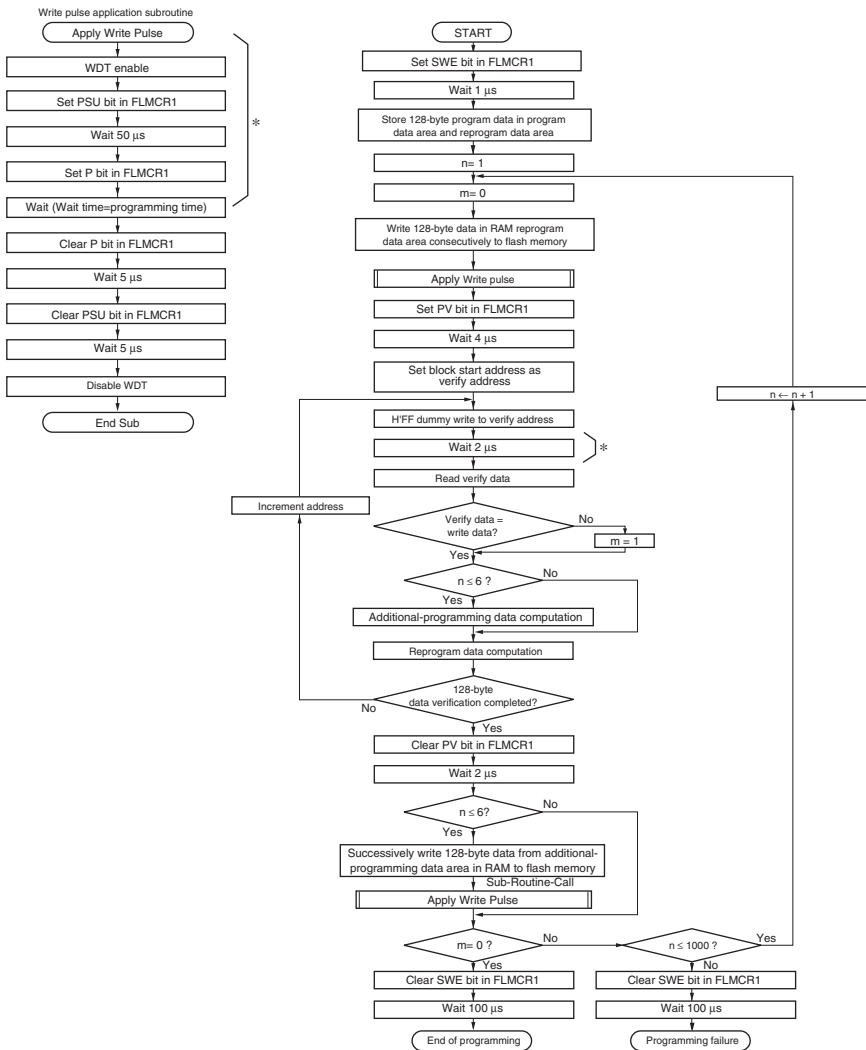 Write pulse application subroutine
Apply Write Pulse
WDT enable
Set PSU bit in FLMCR1
Wait 50 µs
Set P bit in FLMCR1
Wait (Wait time=programming time)
Clear P bit in FLMCR1
Wait 5 µs
Clear PSU bit in FLMCR1
Wait 5 µs
Disable WDT
End Sub
*
START
Set SWE bit in FLMCR1
Wait 1 µs
Store 128-byte program data in program
data area and reprogram data area
n= 1
m= 0
Write 128-byte data in RAM reprogram
data area consecutively to flash memory
Apply Write pulse
Set PV bit in FLMCR1
Wait 4 µs
Set block start address as
verify address
n ← n + 1
H'FF dummy write to verify address
Wait 2 µs
*
Read verify data
Increment address
Verify data =
write data?
No
m = 1
Yes
n ≤ 6 ?
No
Yes
Additional-programming data computation
Reprogram data computation
128-byte
data verification completed?
No
Yes
Clear PV bit in FLMCR1
Wait 2 µs
n ≤ 6?
No
Yes
Successively write 128-byte data from additional-
programming data area in RAM to flash memory
Sub-Routine-Call
Apply Write Pulse
m= 0 ?
No
n ≤ 1000 ?
Yes
Yes
No
Clear SWE bit in FLMCR1
Clear SWE bit in FLMCR1
Wait 100 µs
Wait 100 µs
End of programming
Programming failure